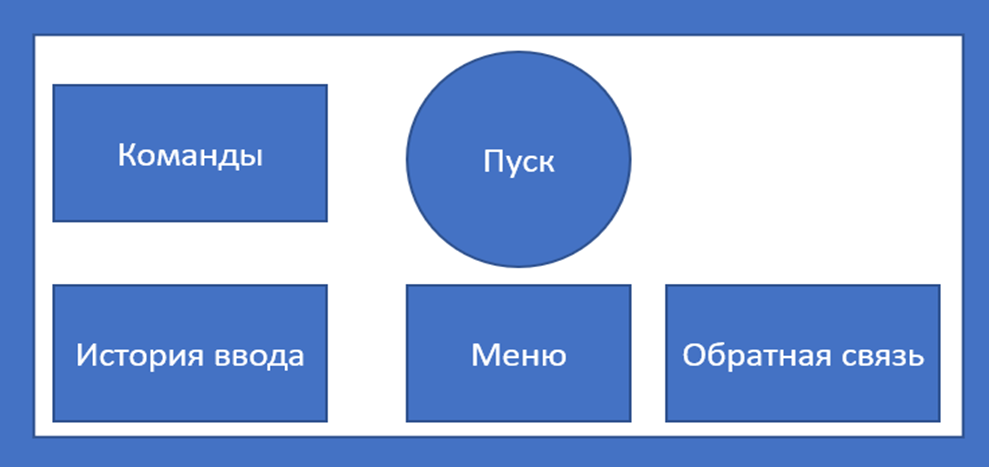 Команды
Пуск
История ввода
Меню
Обратная связь